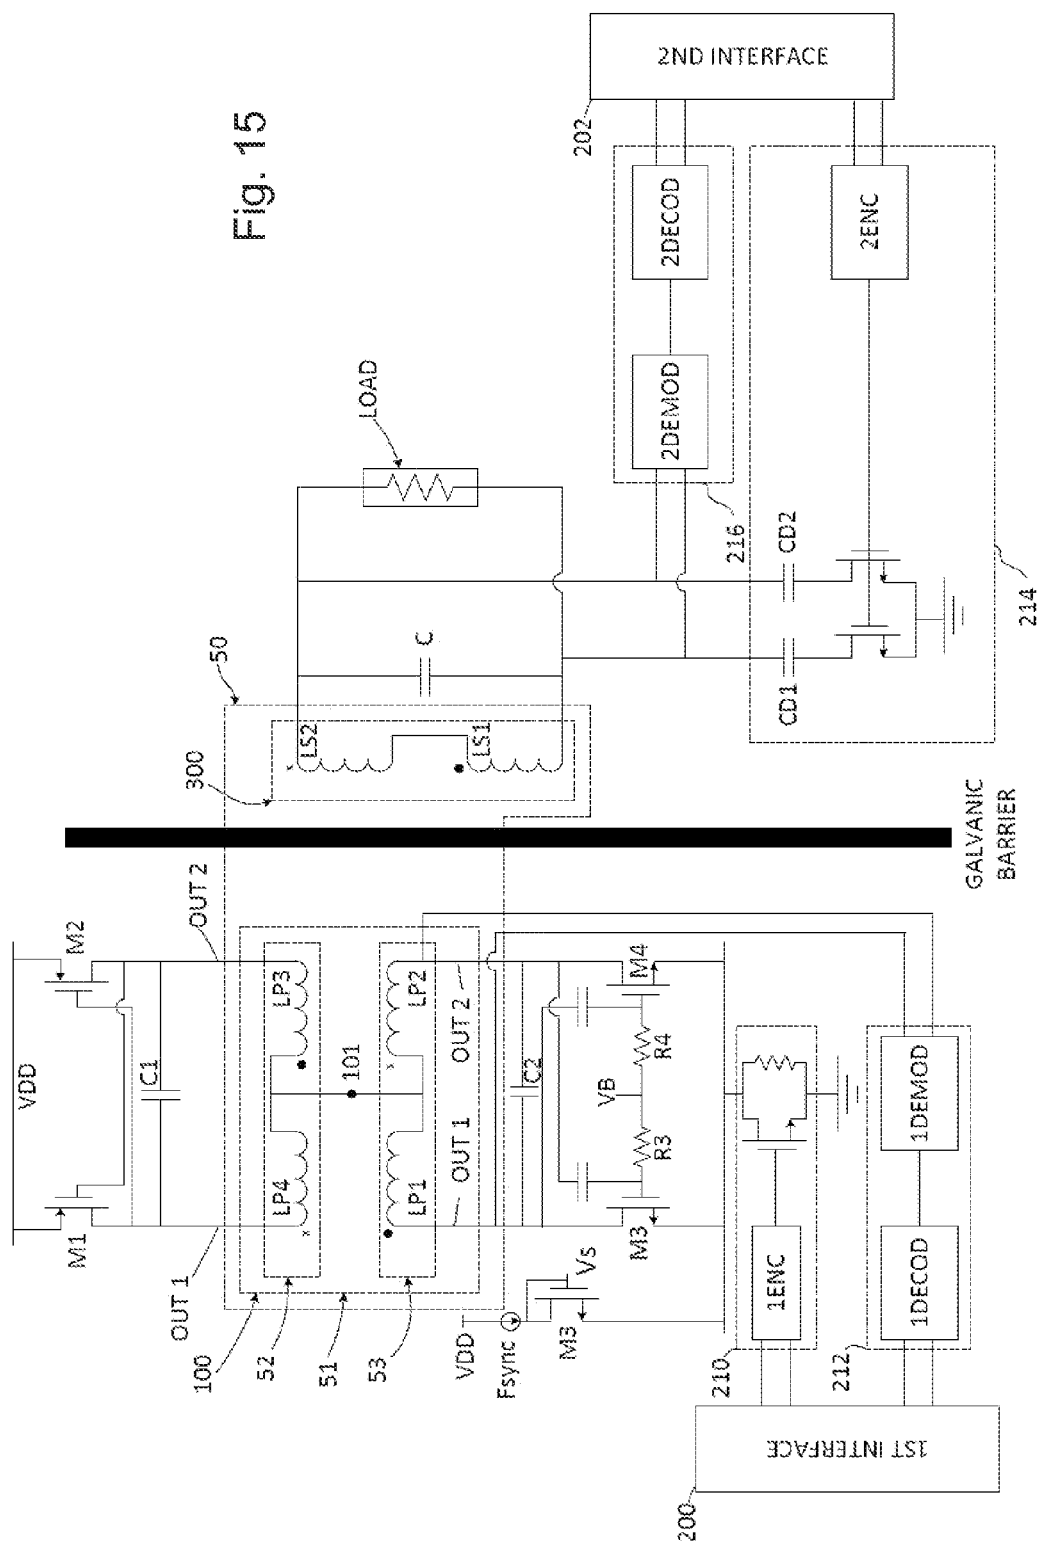 Fig. 15
VDD
M1
M2
C1
OUT 1
OUT 2
LP4
LP3
101
LP1
LP2
OUT 1
OUT 2
100
52
51
53
C2
VDD
Fsync
Vs
M3
M3
R3
VB
R4
M4
1ENC
210
1DECOD
1DEMOD
212
1ST INTERFACE
200
GALVANIC
BARRIER
300
50
LS2
LS1
C
LOAD
CD1
CD2
2DEMOD
2DECOD
216
2ENC
214
2ND INTERFACE
202